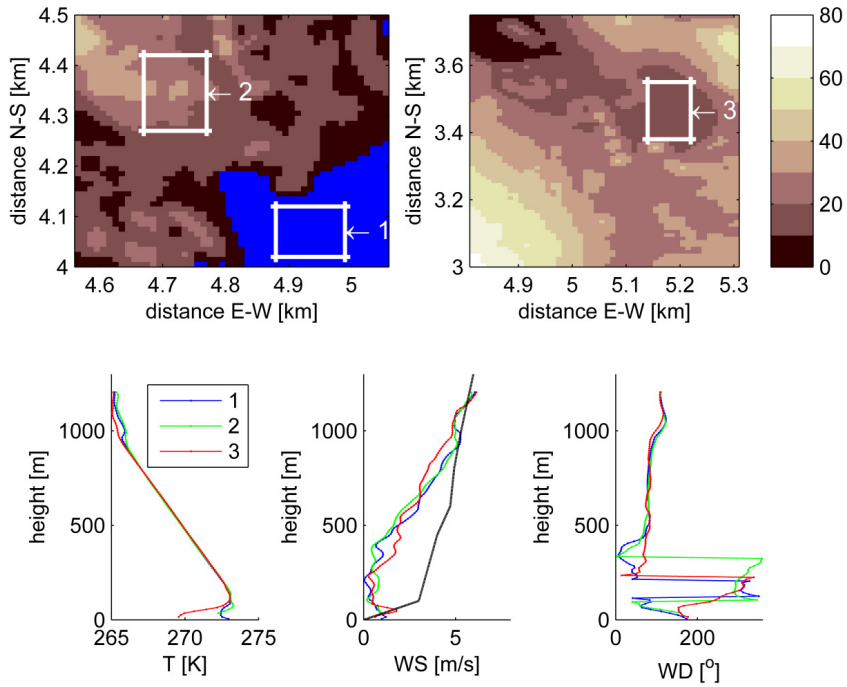 4.5
4.4
4.3
4.2
4.1
4
distance N-S [km]
4.6 4.7 4.8 4.9 5
distance E-W [km]
← 2
← 1
3.6
3.4
3.2
3
distance N-S [km]
4.9 5 5.1 5.2 5.3
distance E-W [km]
← 3
80
60
40
20
0
1000
500
0
height [m]
265 270 275
T [K]
1
2
3
1000
500
0
height [m]
0 5
WS [m/s]
1000
500
0
height [m]
0 200
WD [o]